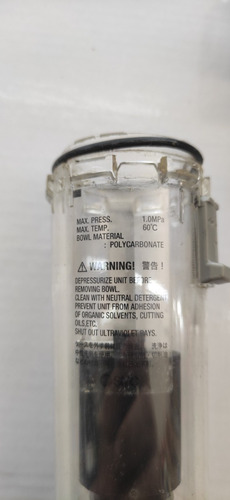 MAX. PRESS. 1.0MPa
MAX. TEMP. 60℃
BOWL MATERIAL
: POLYCARBONATE
⚠ WARNING! 警告!
DEPRESSURIZE UNIT BEFORE
REMOVING BOWL.
CLEAN WITH NEUTRAL DETERGENT
PREVENT UNIT FROM ADHESION
OF ORGANIC SOLVENTS, CUTTING
OILS,ETC.
SHUT OUT ULTRAVIOLET RAYS.